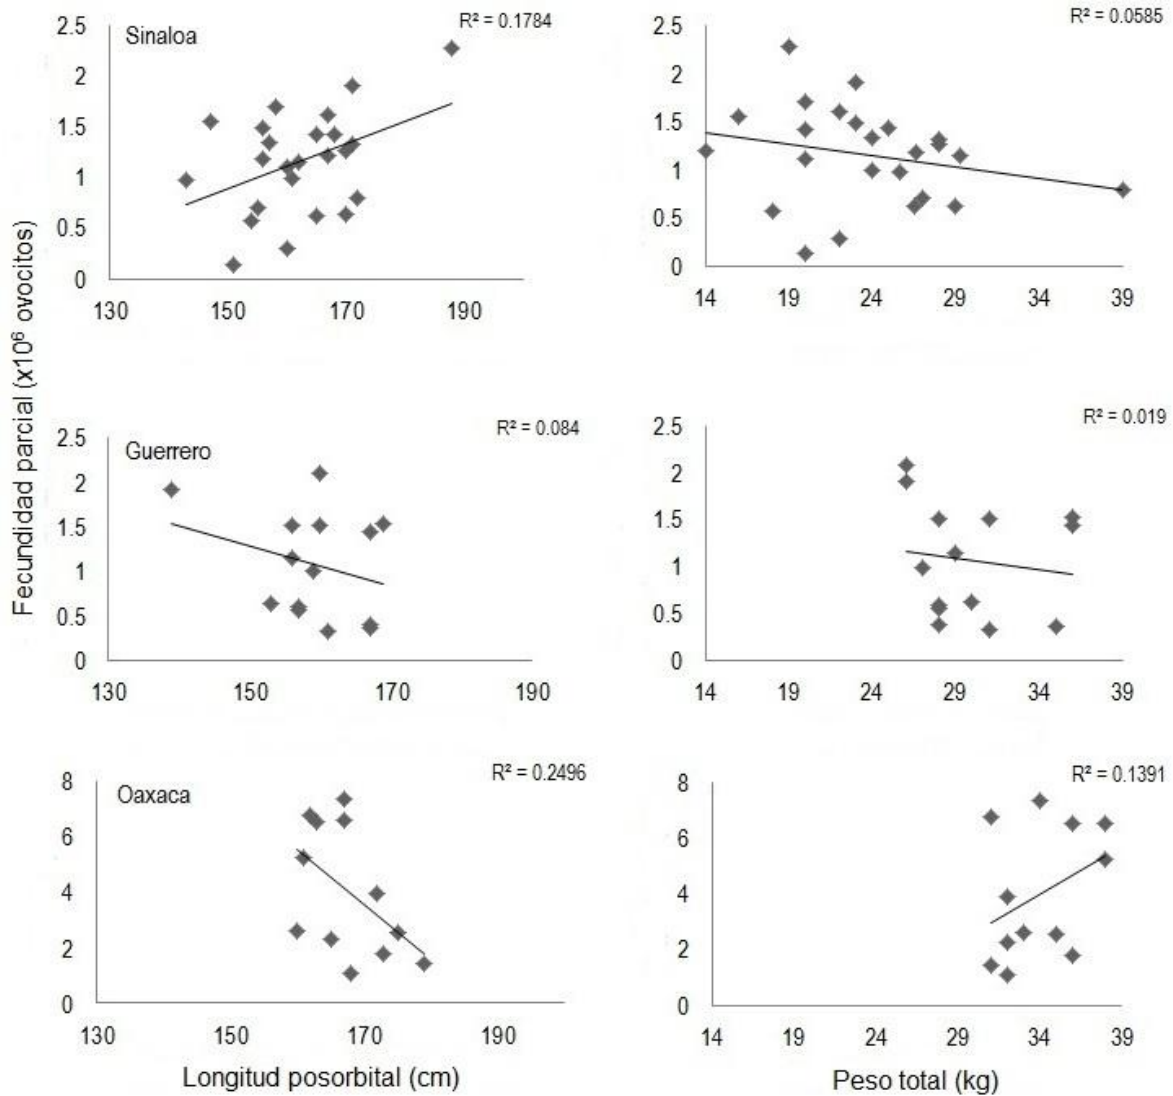 Fecundidad parcial (x10⁶ ovocitos)
Sinaloa
R² = 0.1784
2.5
2
1.5
1
0.5
0
130 150 170 190
R² = 0.0585
2.5
2
1.5
1
0.5
0
14 19 24 29 34 39
Guerrero
R² = 0.084
2.5
2
1.5
1
0.5
0
130 150 170 190
R² = 0.019
2.5
2
1.5
1
0.5
0
14 19 24 29 34 39
Oaxaca
R² = 0.2496
8
6
4
2
0
130 150 170 190
Longitud posorbital (cm)
R² = 0.1391
8
6
4
2
0
14 19 24 29 34 39
Peso total (kg)